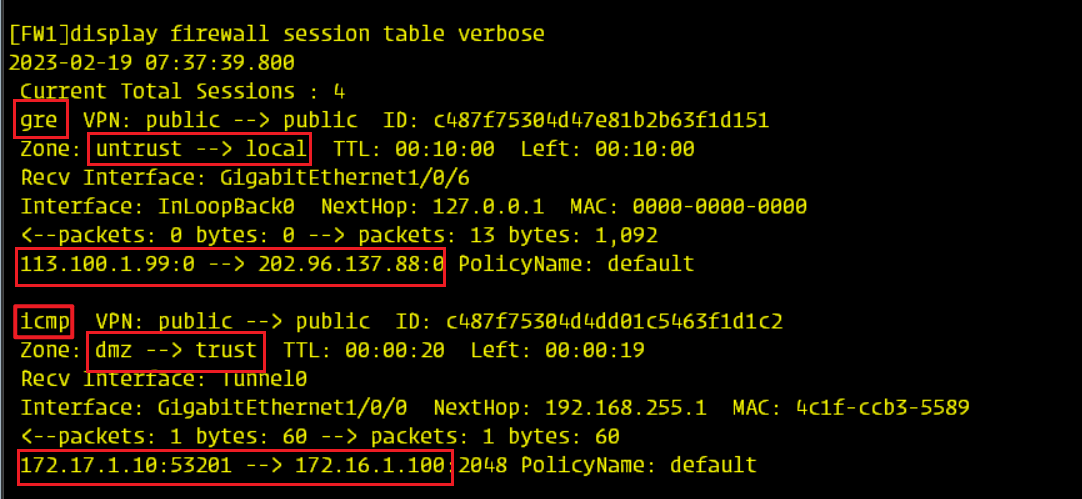 [FW1]display firewall session table verbose
2023-02-19 07:37:39.800
Current Total Sessions : 4
gre VPN: public --> public ID: c487f75304d47e81b2b63f1d151
Zone: untrust --> local TTL: 00:10:00 Left: 00:10:00
Recv Interface: GigabitEthernet1/0/6
Interface: InLoopBack0 NextHop: 127.0.0.1 MAC: 0000-0000-0000
<--packets: 0 bytes: 0 --> packets: 13 bytes: 1,092
113.100.1.99:0 --> 202.96.137.88:0 PolicyName: default
icmp VPN: public --> public ID: c487f75304d4dd01c5463f1d1c2
Zone: dmz --> trust TTL: 00:00:20 Left: 00:00:19
Recv Interface: Tunnel0
Interface: GigabitEthernet1/0/0 NextHop: 192.168.255.1 MAC: 4c1f-ccb3-5589
<--packets: 1 bytes: 60 --> packets: 1 bytes: 60
172.17.1.10:53201 --> 172.16.1.100:2048 PolicyName: default